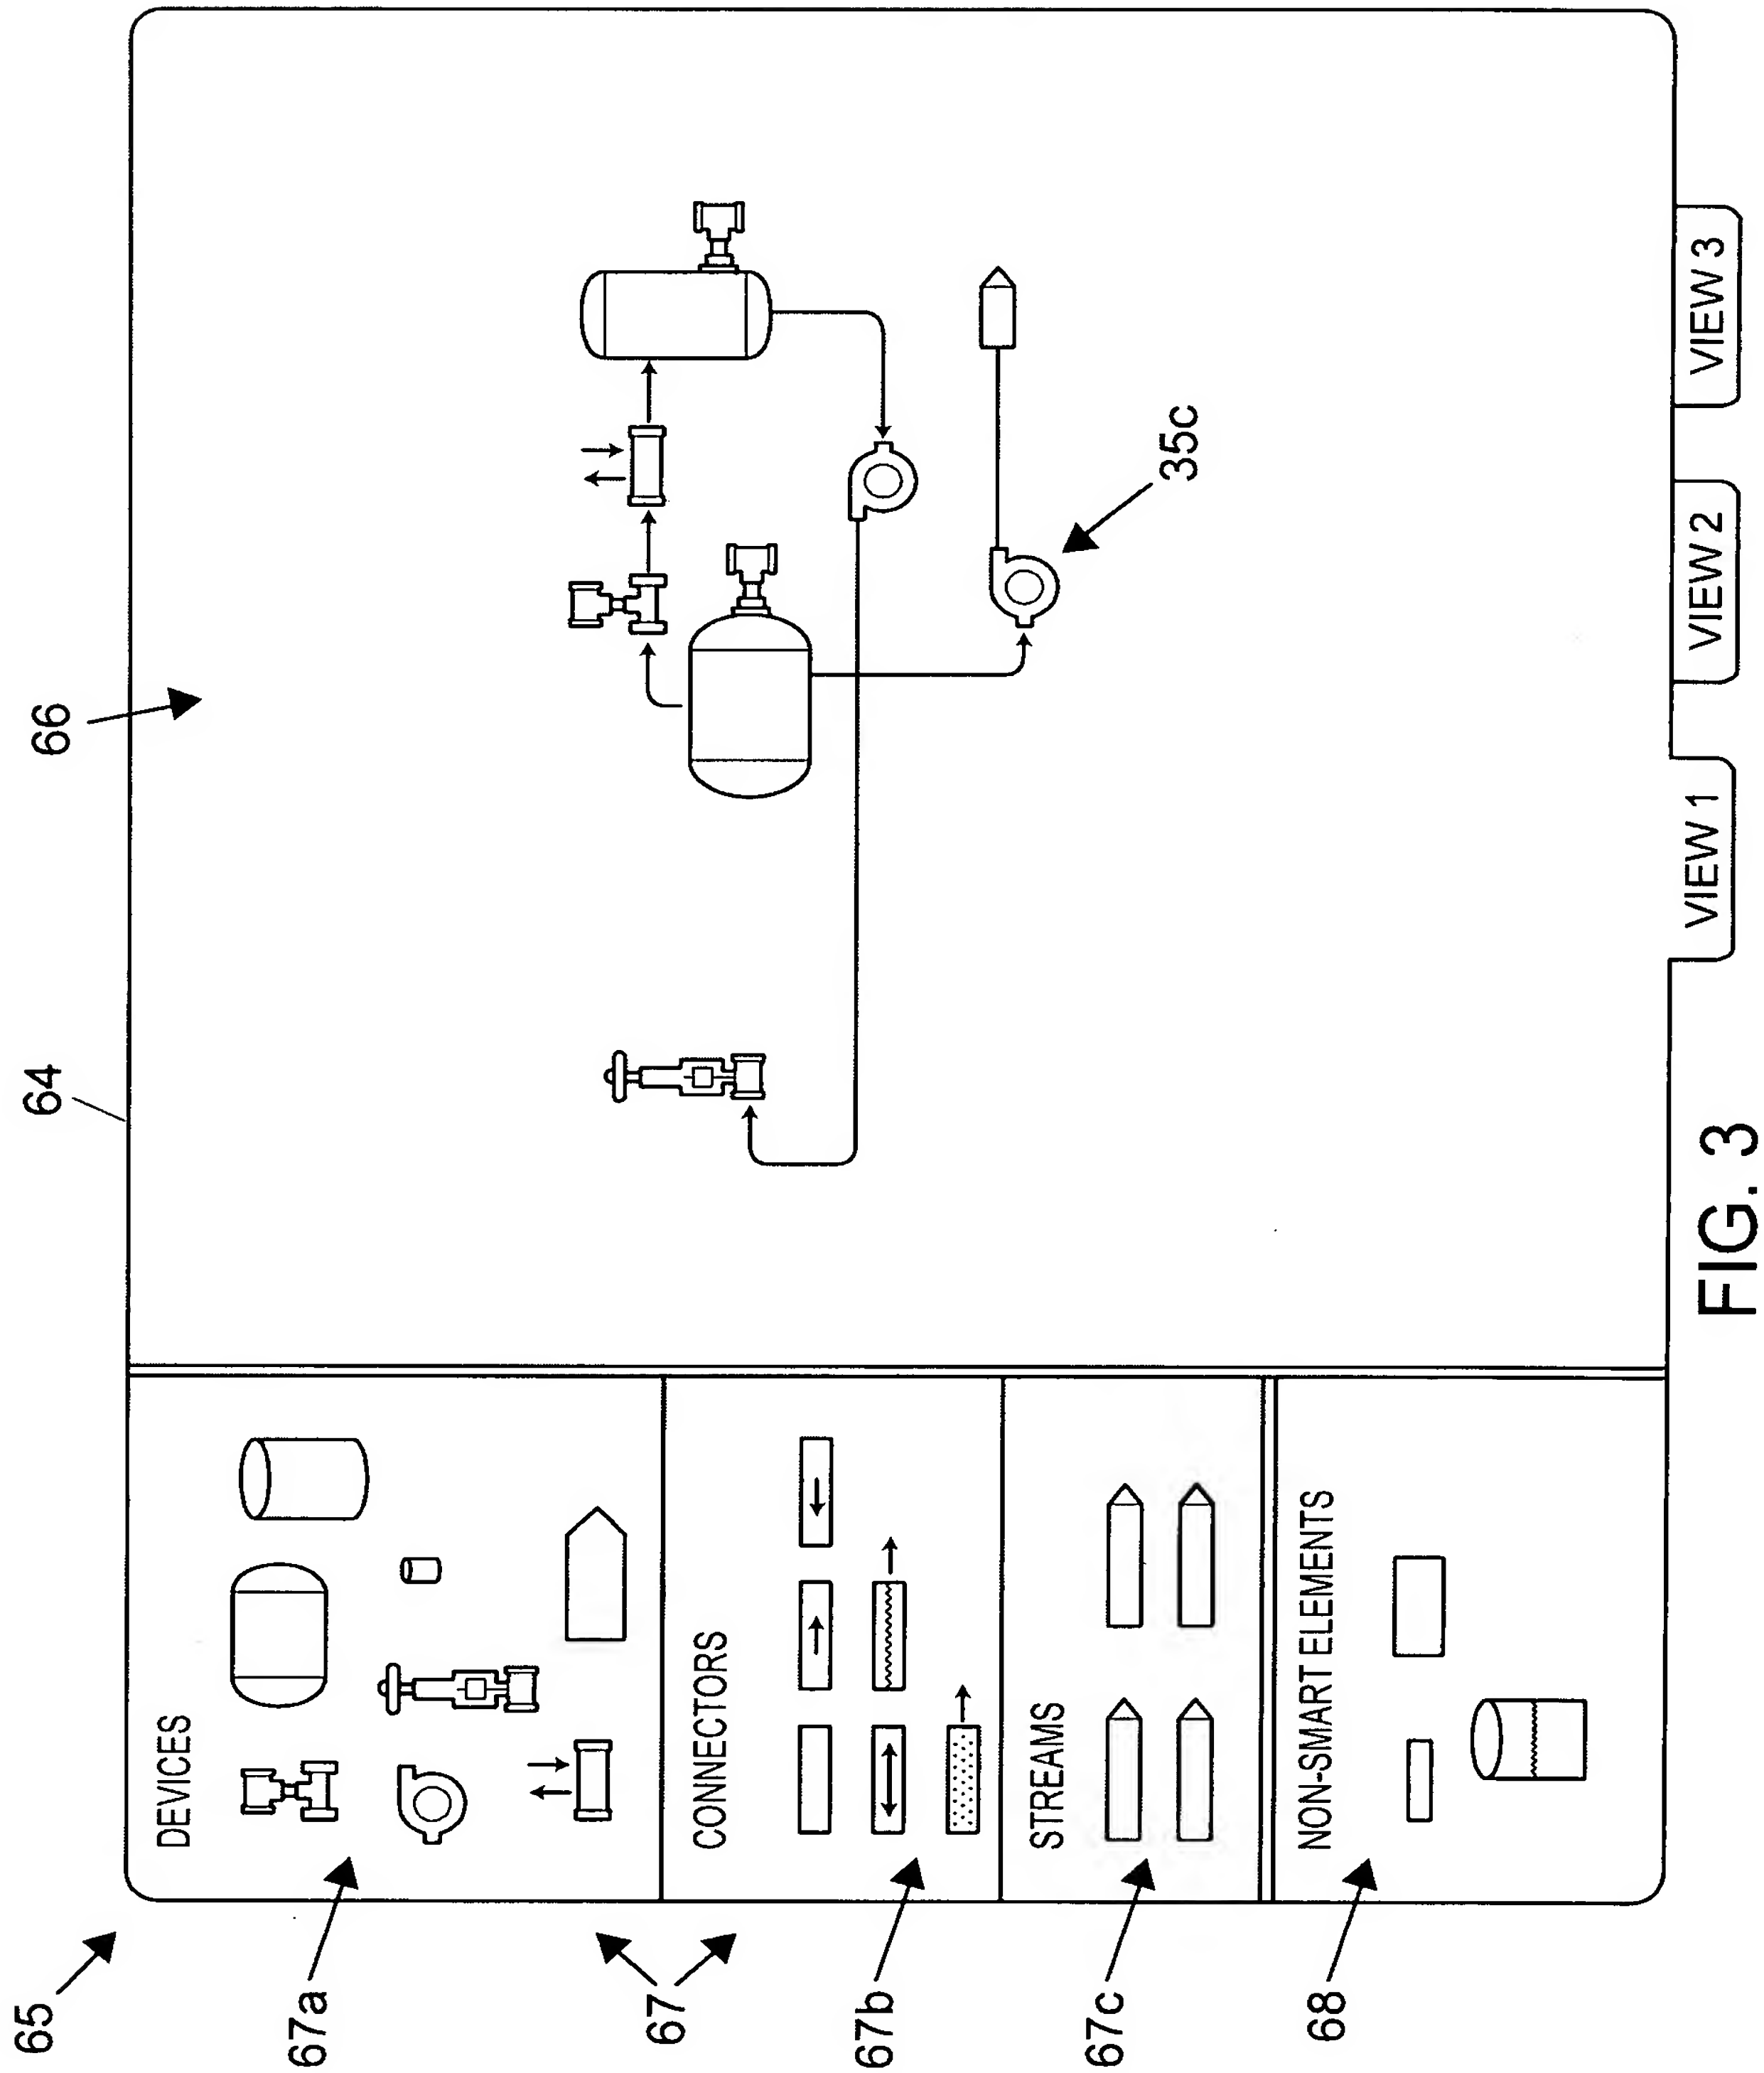 65
64
66
67a
DEVICES
67
67b
CONNECTORS
67c
STREAMS
68
NON-SMART ELEMENTS
35c
VIEW 1
VIEW 2
VIEW 3
FIG. 3